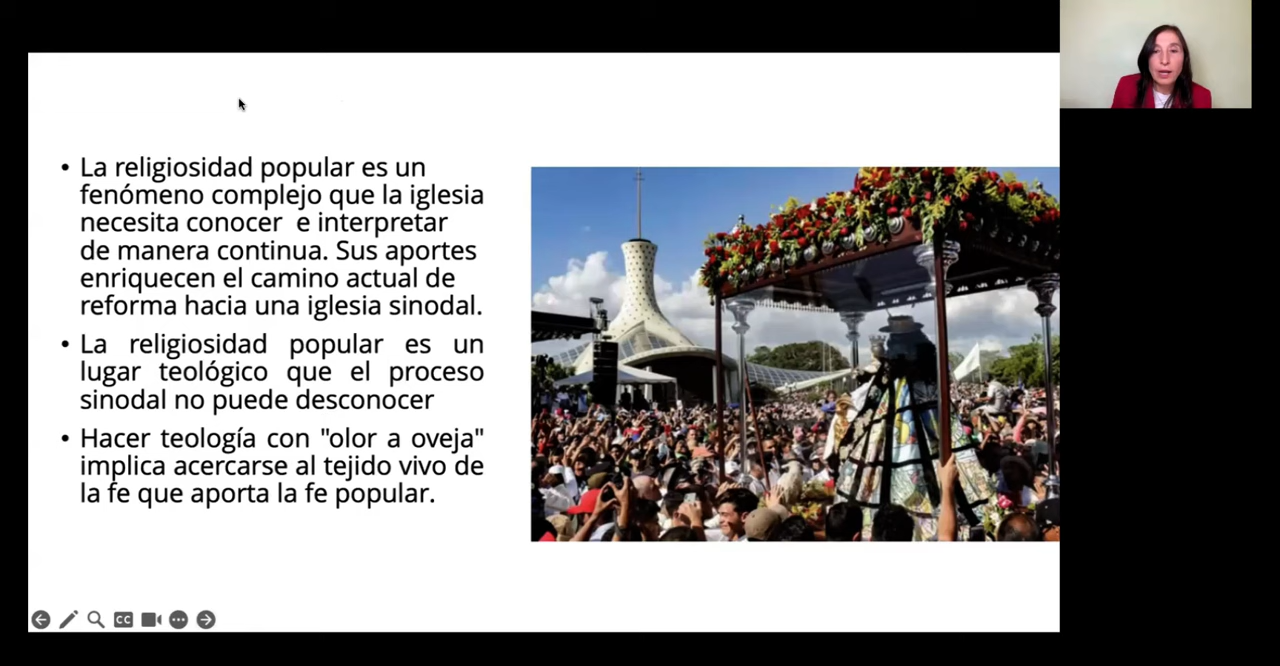 • La religiosidad popular es un
fenómeno complejo que la iglesia
necesita conocer  e interpretar
de manera continua. Sus aportes
enriquecen el camino actual de
reforma hacia una iglesia sinodal.
• La religiosidad popular es un
lugar teológico que el proceso
sinodal no puede desconocer
• Hacer teología con "olor a oveja"
implica acercarse al tejido vivo de
la fe que aporta la fe popular.
CC